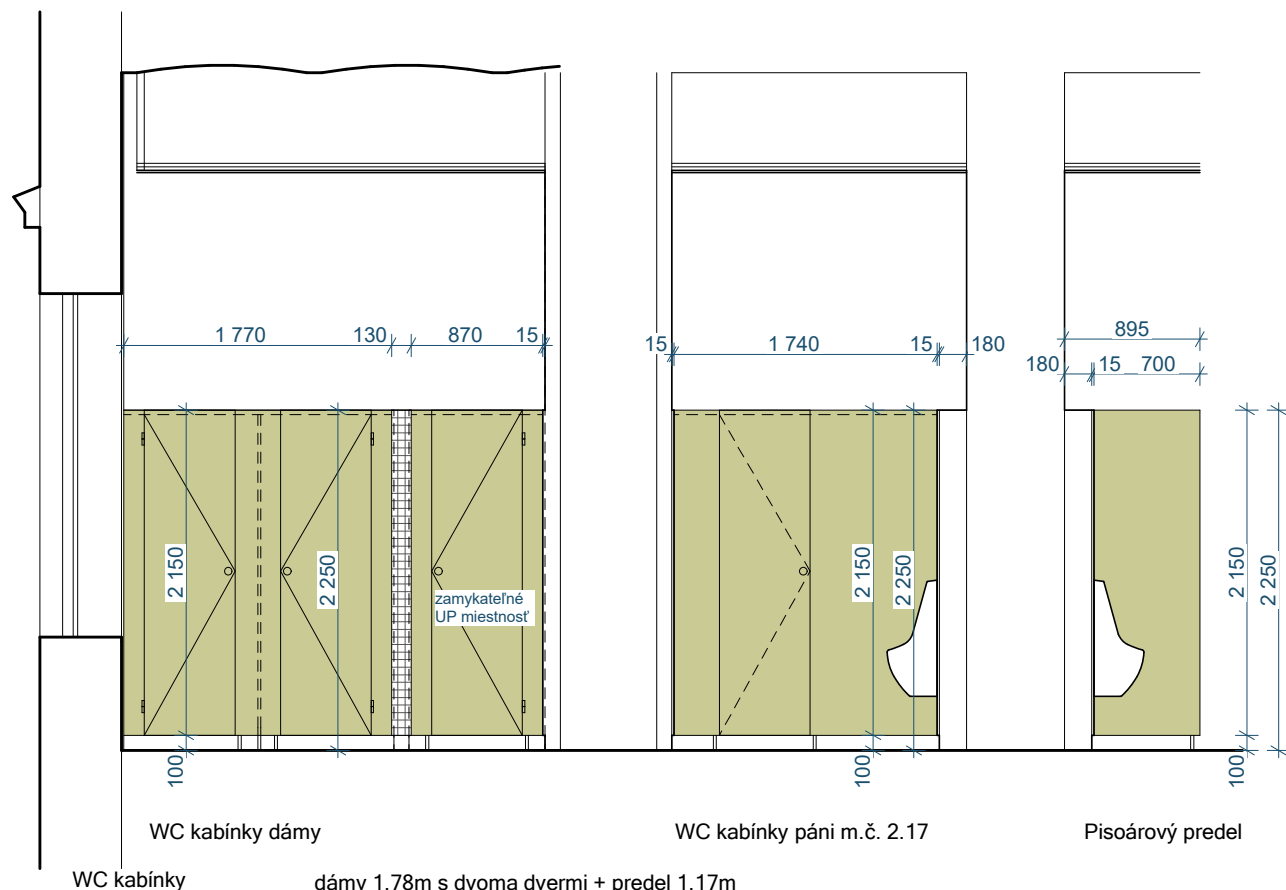 1 770 130 870 15
15 1 740 15 180
895
180 15 700
2 150
2 250
zamykateľné
UP miestnosť
2 150
2 250
2 150
2 250
100
100
100
WC kabínky dámy
WC kabínky páni m.č. 2.17
Pisoárový predel
WC kabínky
dámy 1,78m s dvoma dvermi + predel 1,17m